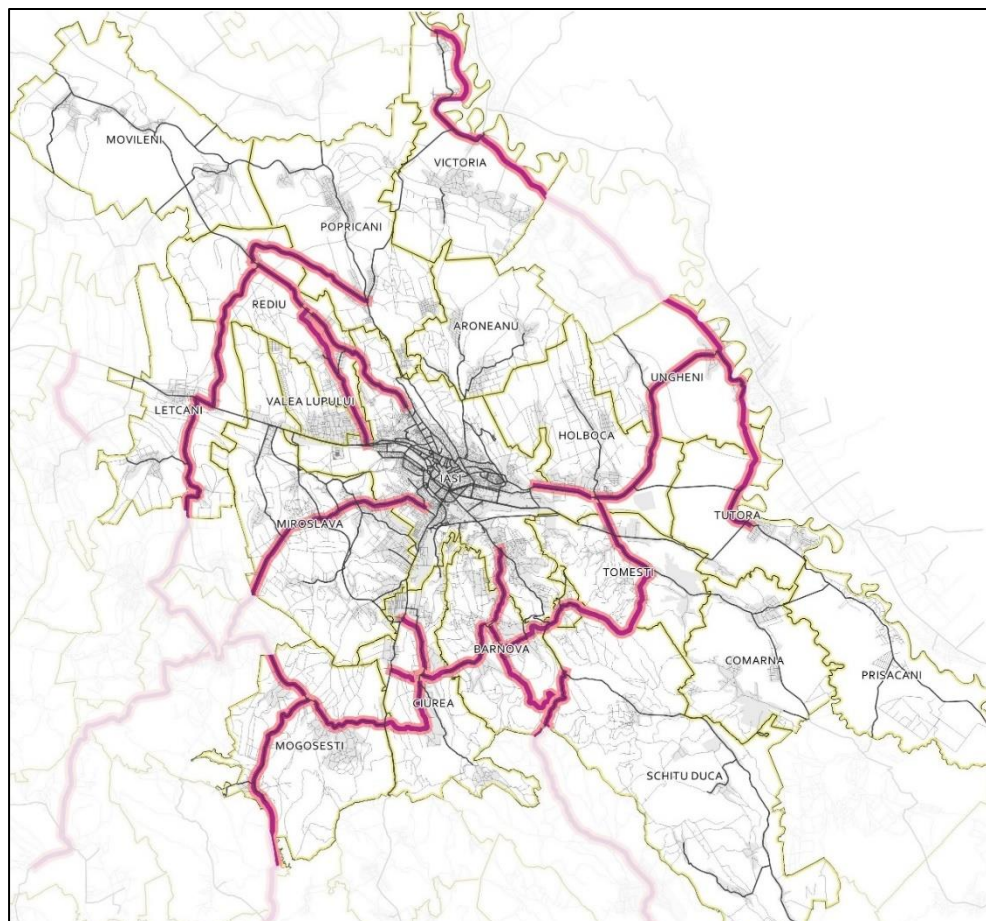 MOVILENI
VICTORIA
POPRICANI
REDIU
ARONEANU
UNGHENI
VALEA LUPULUI
LETCANI
HOLBOCA
IASI
TUTORA
MIROSLAVA
TOMESTI
BARNOVA
COMARNA
PRISACANI
CIUREA
MOGOSESTI
SCHITU DUCA